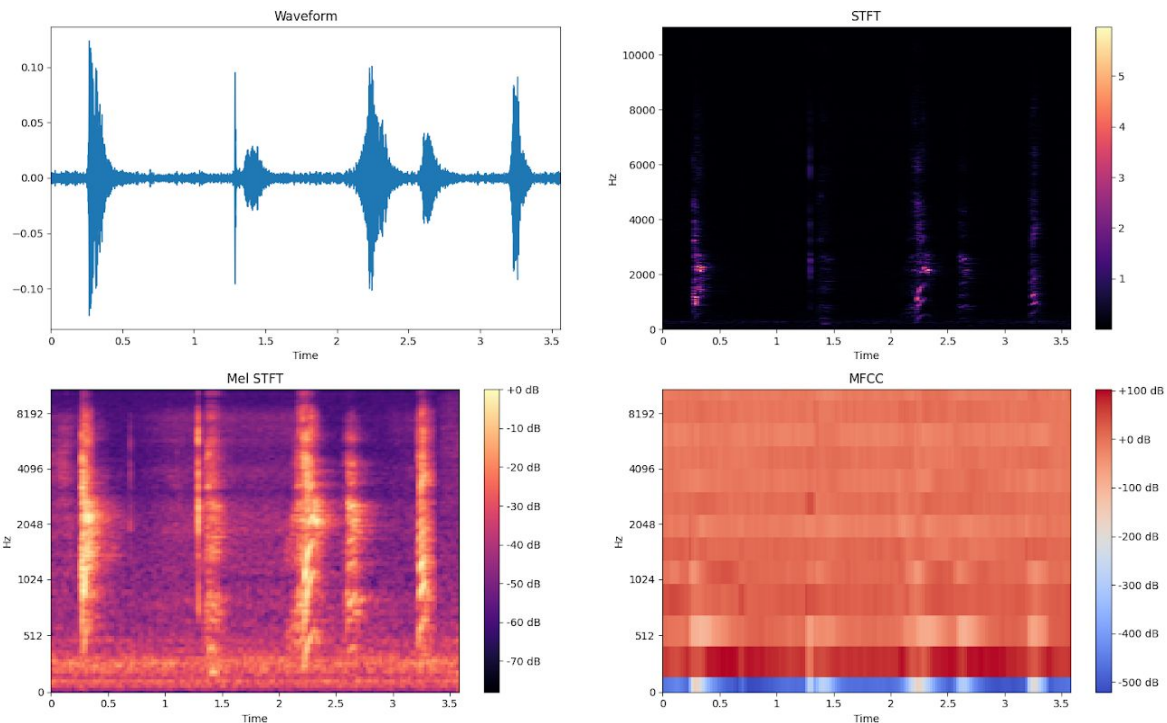 Waveform
0.10
0.05
0.00
−0.05
−0.10
0 0.5 1 1.5 2 2.5 3 3.5
Time
STFT
Hz
10000
8000
6000
4000
2000
0
0 0.5 1 1.5 2 2.5 3 3.5
Time
5
4
3
2
1
Mel STFT
Hz
8192
4096
2048
1024
512
0
0 0.5 1 1.5 2 2.5 3 3.5
Time
+0 dB
-10 dB
-20 dB
-30 dB
-40 dB
-50 dB
-60 dB
-70 dB
MFCC
Hz
8192
4096
2048
1024
512
0
0 0.5 1 1.5 2 2.5 3 3.5
Time
+100 dB
+0 dB
-100 dB
-200 dB
-300 dB
-400 dB
-500 dB